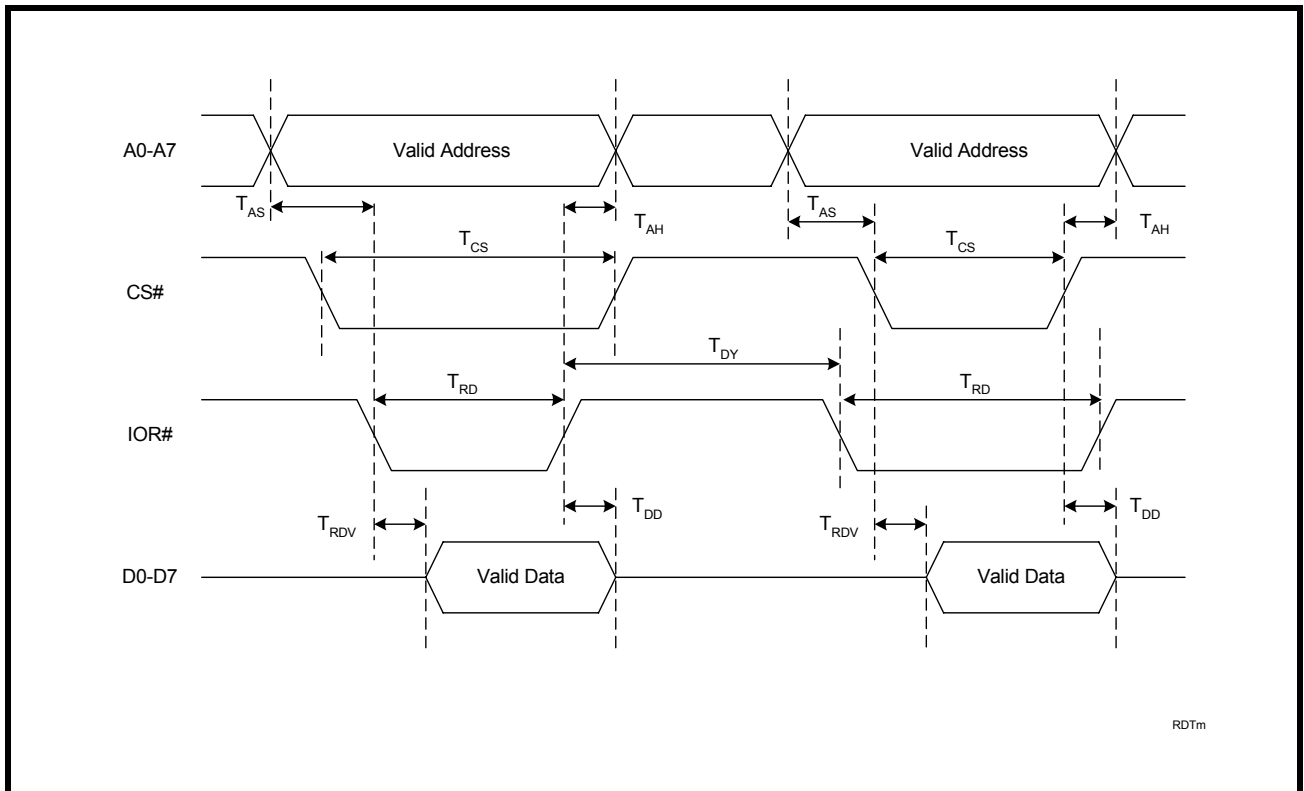 A0-A7
Valid Address
Valid Address
TAS
TAH
TAS
TAH
TCS
TCS
CS#
TDY
TRD
TRD
IOR#
TRDV
TDD
TRDV
TDD
D0-D7
Valid Data
Valid Data
RDTm